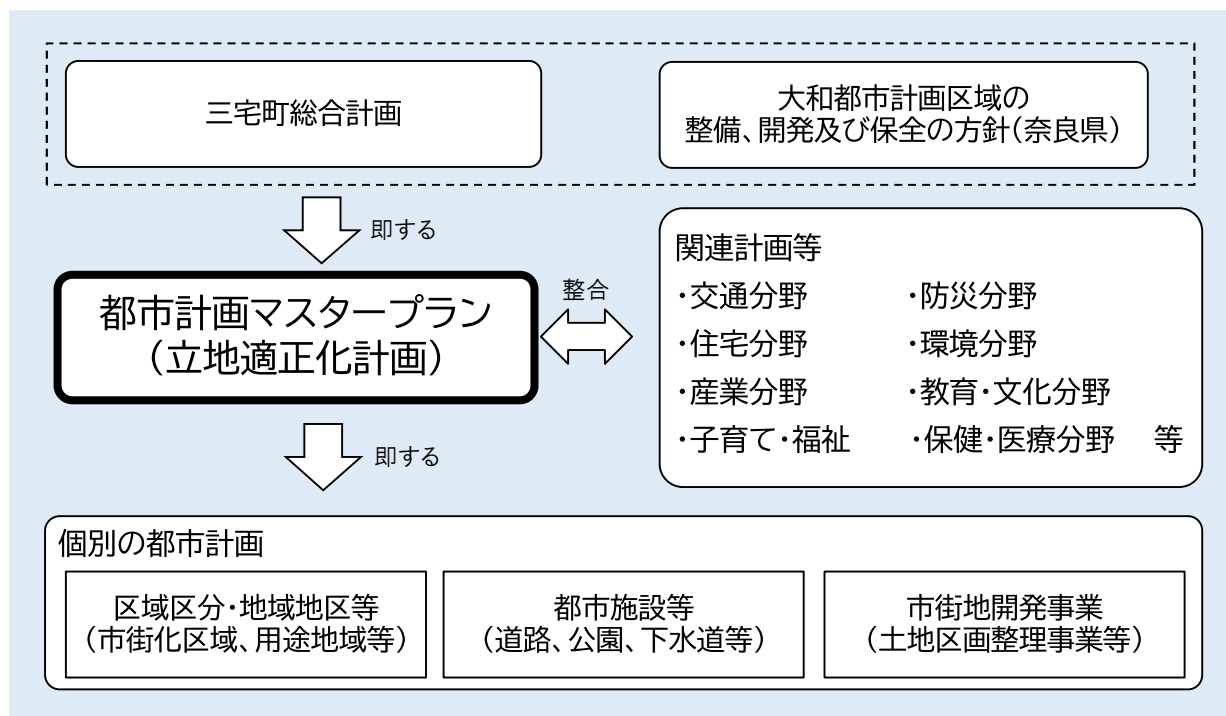 三宅町総合計画
大和都市計画区域の
整備、開発及び保全の方針（奈良県）
即する
都市計画マスタープラン
（立地適正化計画）
整合
関連計画等
・交通分野　・防災分野
・住宅分野　・環境分野
・産業分野　・教育・文化分野
・子育て・福祉　・保健・医療分野　等
即する
個別の都市計画
区域区分・地域地区等
（市街化区域、用途地域等）
都市施設等
（道路、公園、下水道等）
市街地開発事業
（土地区画整理事業等）